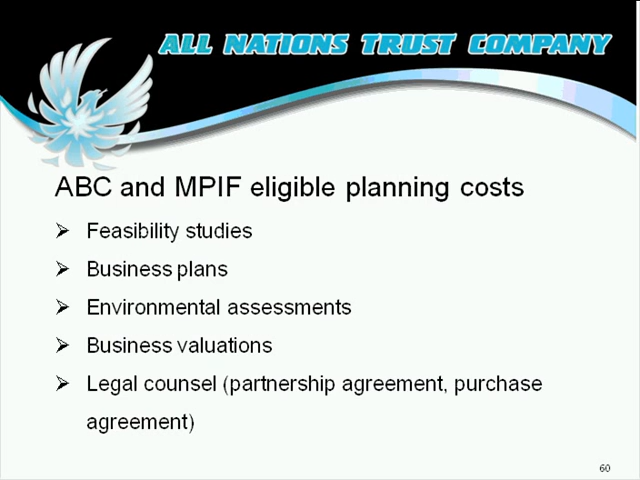 ALL NATIONS TRUST COMPANY
ABC and MPIF eligible planning costs
➢ Feasibility studies
➢ Business plans
➢ Environmental assessments
➢ Business valuations
➢ Legal counsel (partnership agreement, purchase
agreement)
60